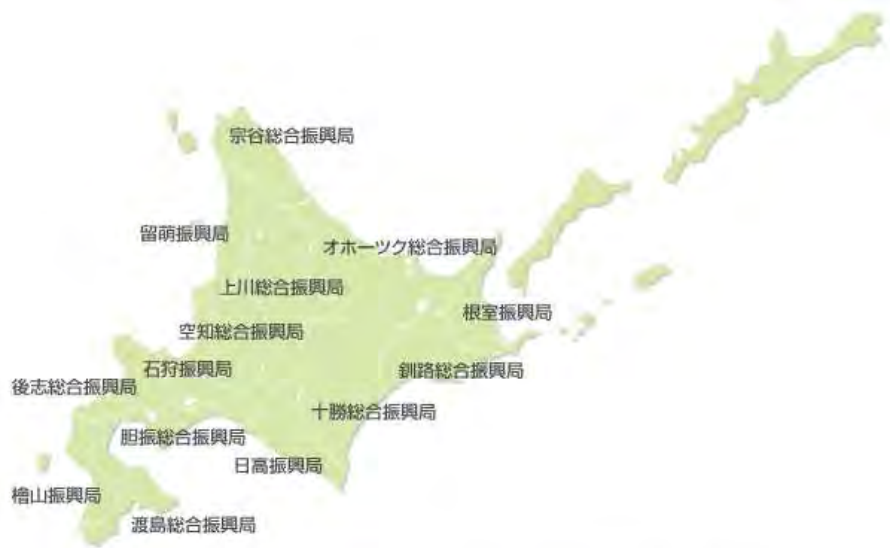 宗谷総合振興局
留萌振興局
オホーツク総合振興局
上川総合振興局
根室振興局
空知総合振興局
石狩振興局
釧路総合振興局
後志総合振興局
十勝総合振興局
胆振総合振興局
日高振興局
檜山振興局
渡島総合振興局